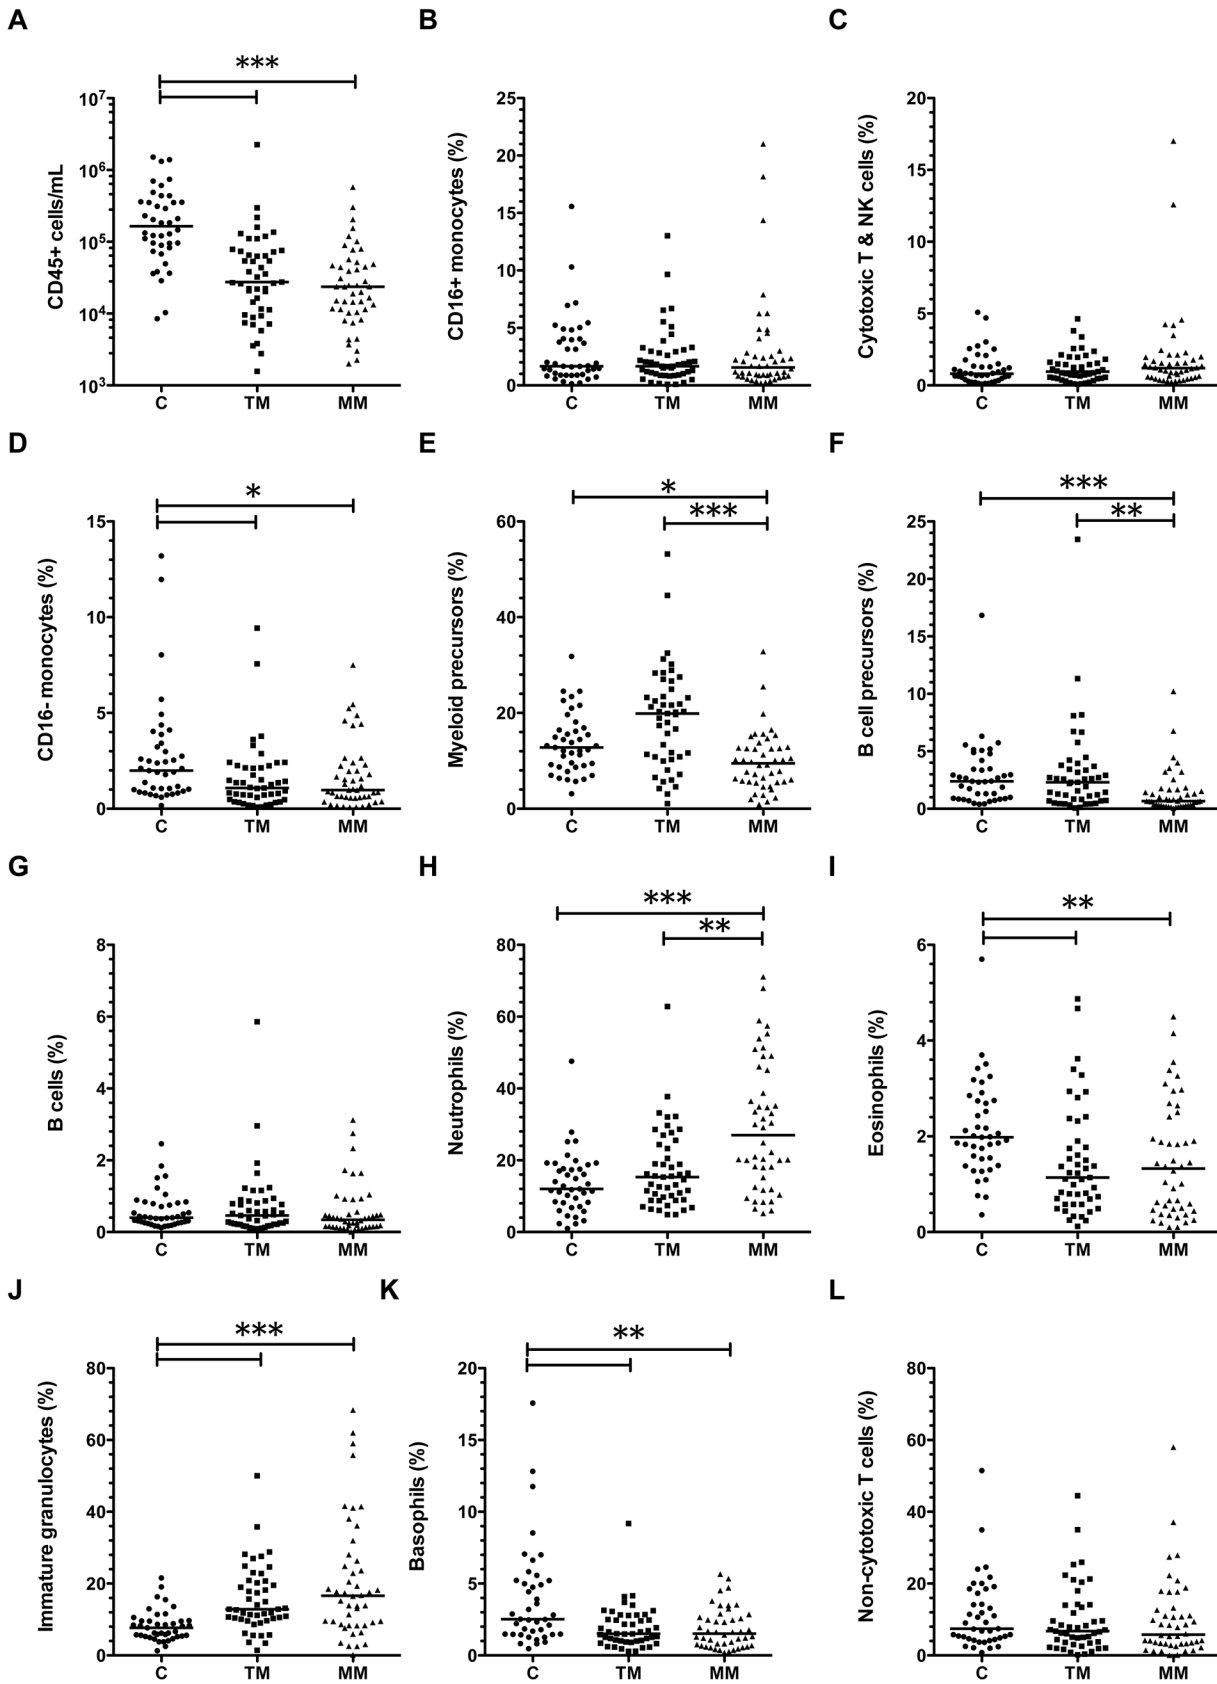 A
***
CD45+ cells/mL
10^7
10^6
10^5
10^4
10^3
C TM MM
B
CD16+ monocytes (%)
25
20
15
10
5
0
C TM MM
C
Cytotoxic T & NK cells (%)
20
15
10
5
0
C TM MM
D
*
CD16- monocytes (%)
15
10
5
0
C TM MM
E
*
***
Myeloid precursors (%)
60
40
20
0
C TM MM
F
***
**
B cell precursors (%)
25
20
15
10
5
0
C TM MM
G
B cells (%)
8
6
4
2
0
C TM MM
H
***
**
Neutrophils (%)
80
60
40
20
0
C TM MM
I
**
Eosinophils (%)
6
4
2
0
C TM MM
J
***
Immature granulocytes (%)
80
60
40
20
0
C TM MM
K
**
Basophils (%)
20
15
10
5
0
C TM MM
L
Non-cytotoxic T cells (%)
80
60
40
20
0
C TM MM